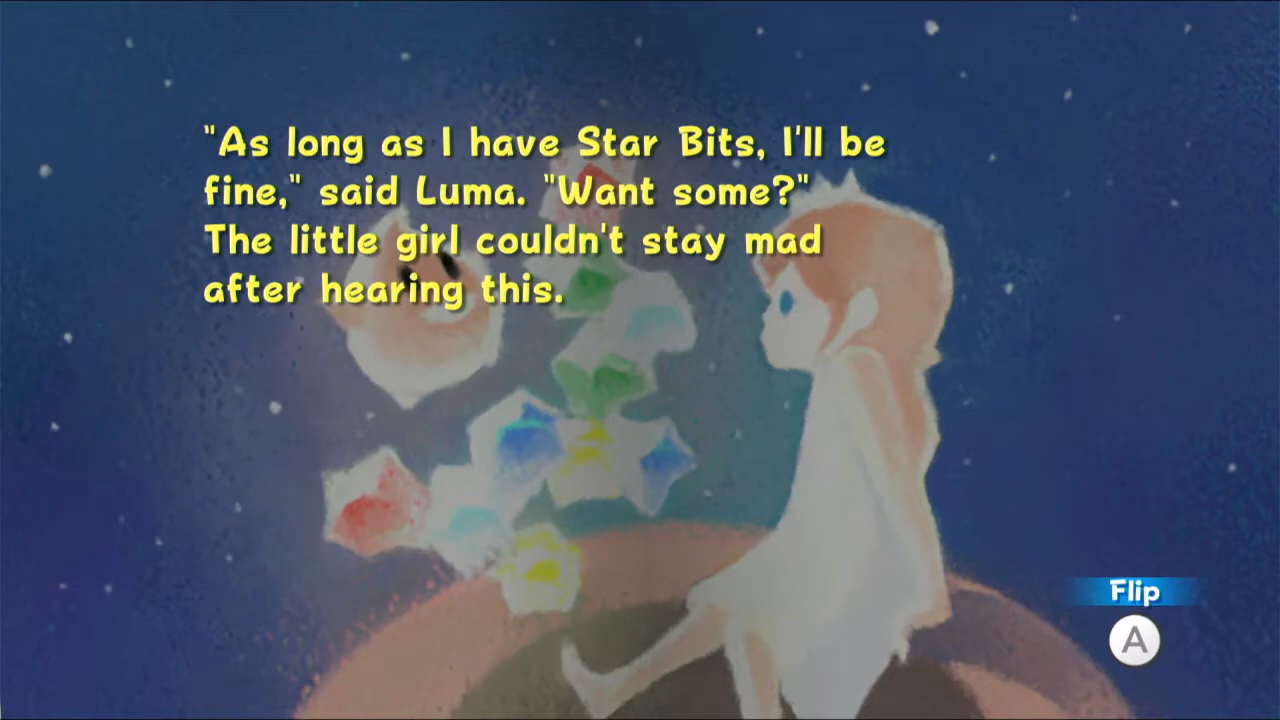 "As long as I have Star Bits, I'll be
fine," said Luma. "Want some?"
The little girl couldn't stay mad
after hearing this.
Flip
A